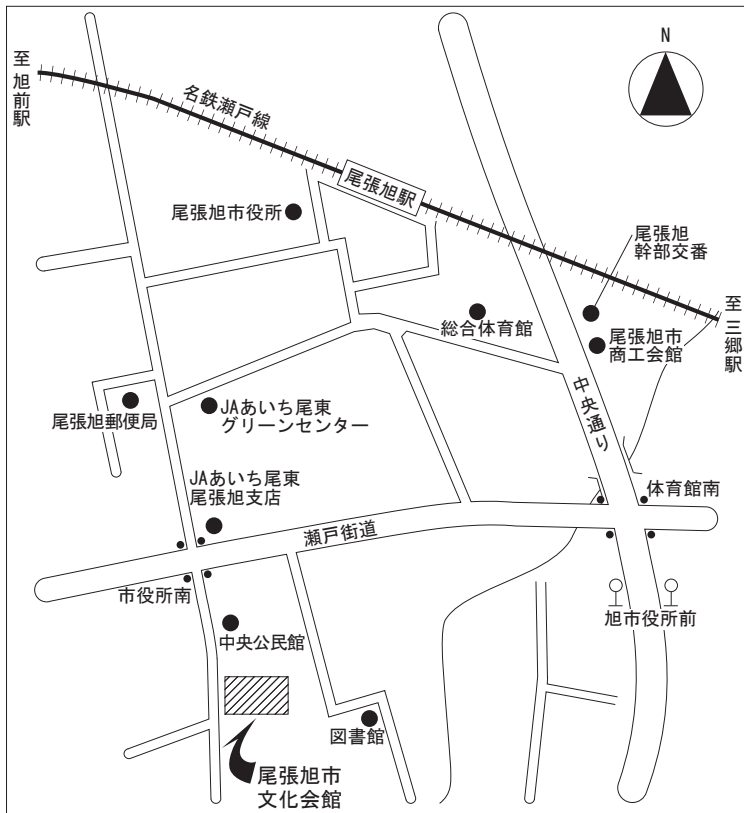 N
至旭前駅
名鉄瀬戸線
尾張旭駅
尾張旭市役所
尾張旭
幹部交番
至三郷駅
総合体育館
尾張旭市
商工会館
中央通り
尾張旭郵便局
JAあいち尾東
グリーンセンター
JAあいち尾東
尾張旭支店
体育館南
瀬戸街道
市役所南
旭市役所前
中央公民館
図書館
尾張旭市
文化会館